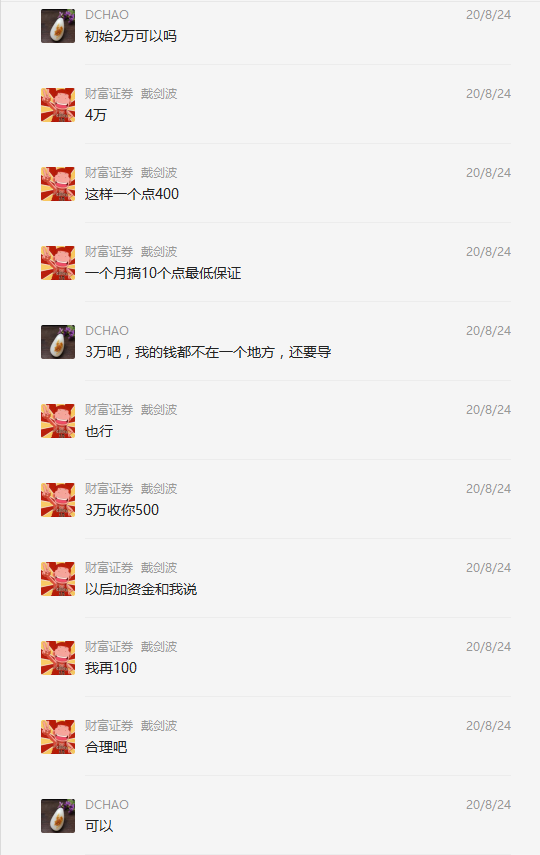 DCHAO 20/8/24
初始2万可以吗
财富证券 戴剑波 20/8/24
4万
财富证券 戴剑波 20/8/24
这样一个点400
财富证券 戴剑波 20/8/24
一个月搞10个点最低保证
DCHAO 20/8/24
3万吧，我的钱都不在一个地方，还要导
财富证券 戴剑波 20/8/24
也行
财富证券 戴剑波 20/8/24
3万收你500
财富证券 戴剑波 20/8/24
以后加资金和我说
财富证券 戴剑波 20/8/24
我再100
财富证券 戴剑波 20/8/24
合理吧
DCHAO 20/8/24
可以